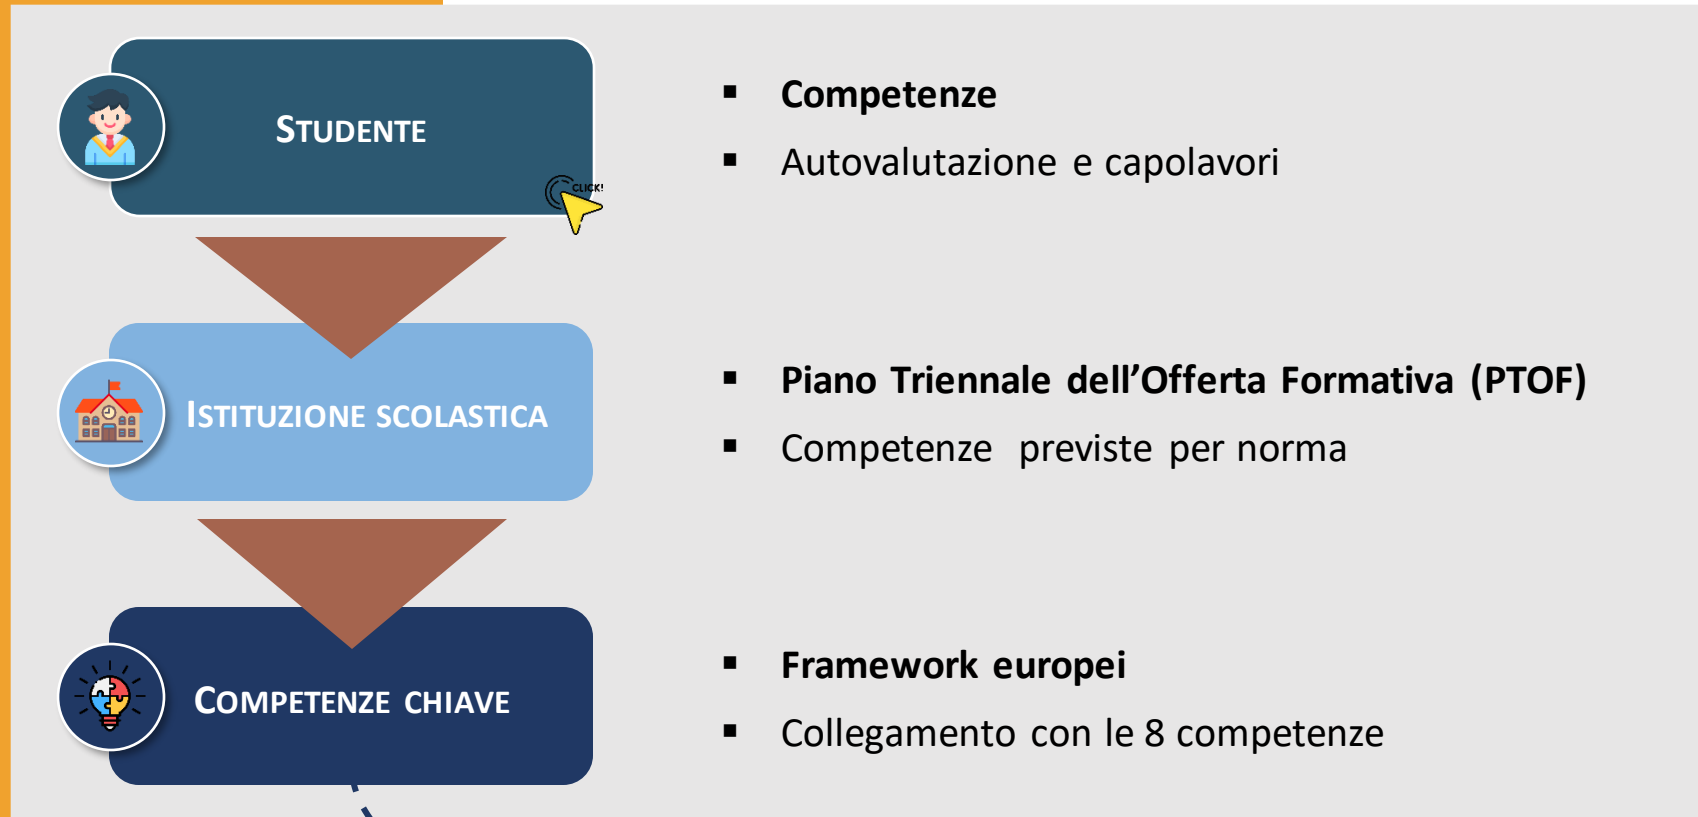 STUDENTE
CLICK!
Competenze
Autovalutazione e capolavori
ISTITUZIONE SCOLASTICA
Piano Triennale dell’Offerta Formativa (PTOF)
Competenze previste per norma
COMPETENZE CHIAVE
Framework europei
Collegamento con le 8 competenze